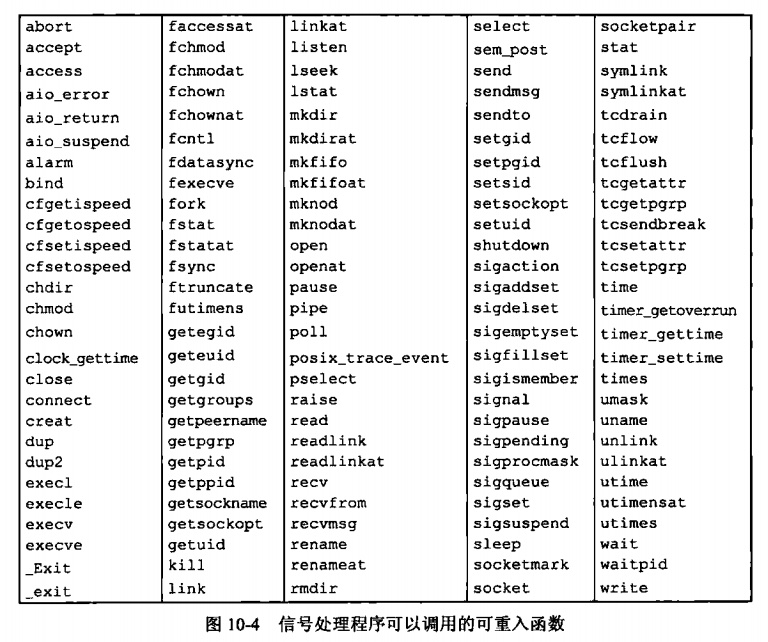 abort faccessat linkat select socketpair
accept fchmod listen sem_post stat
access fchmodat lseek send symlink
aio_error fchown lstat sendmsg symlinkat
aio_return fchownat mkdir sendto tcdrain
aio_suspend fcntl mkdirat setgid tcflow
alarm fdatasync mkfifo setpgid tcflush
bind fexecve mkfifoat setsid tcgetattr
cfgetispeed fork mknod setsockopt tcgetpgrp
cfgetospeed fstat mknodat setuid tcsendbreak
cfsetispeed fstatat open shutdown tcsetattr
cfsetospeed fsync openat sigaction tcsetpgrp
chdir ftruncate pause sigaddset time
chmod futimens pipe sigdelset timer_getoverrun
chown getegid poll sigemptyset timer_gettime
clock_gettime geteuid posix_trace_event sigfillset timer_settime
close getgid pselect sigismember times
connect getgroups raise signal umask
creat getpeername read sigpause uname
dup getpgrp readlink sigpending unlink
dup2 getpid readlinkat sigprocmask ulinkat
execl getppid recv sigqueue utime
execle getsockname recvfrom sigset utimensat
execv getsockopt recvmsg sigsuspend utimes
execve getuid rename sleep wait
_Exit kill renameat socketmark waitpid
_exit link rmdir socket write
图 10-4 信号处理程序可以调用的可重入函数